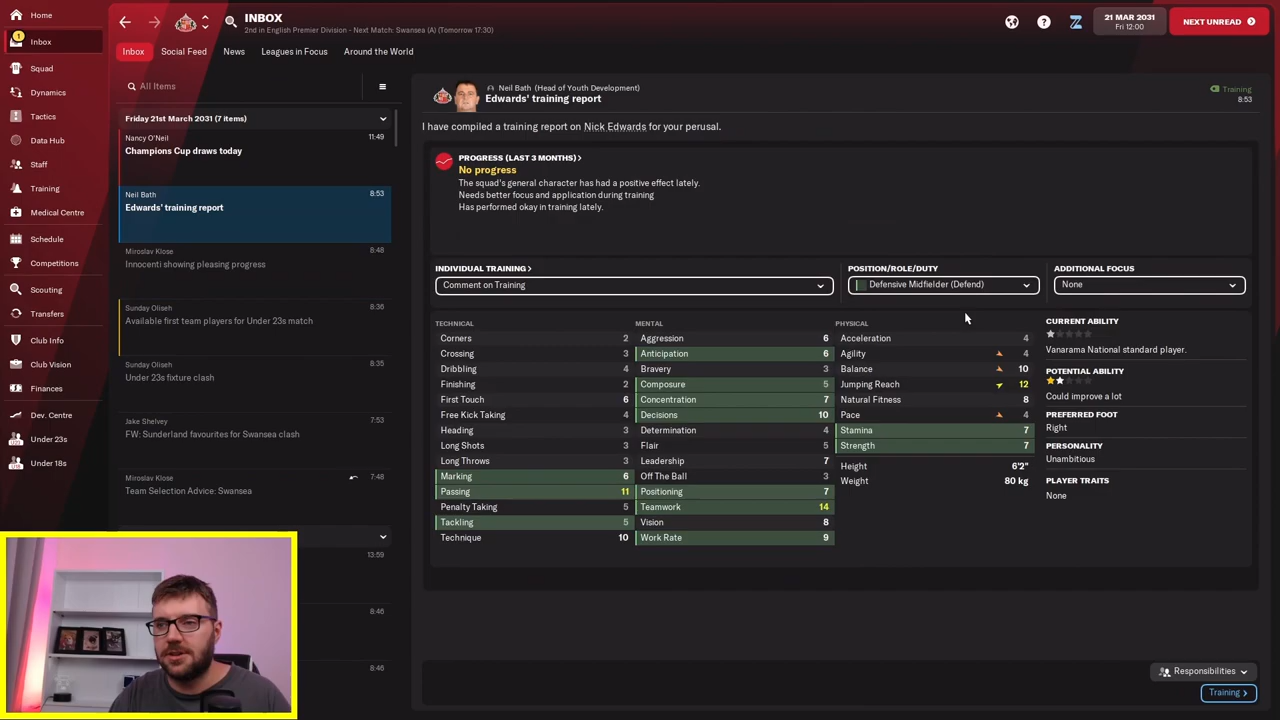 Home
1
Inbox
Squad
Dynamics
Tactics
Data Hub
Staff
Training
Medical Centre
Schedule
Competitions
Scouting
Transfers
Club Info
Club Vision
Finances
Dev. Centre
Under 23s
Under 18s
INBOX
2nd in English Premier Division - Next Match: Swansea (A) (Tomorrow 17:30)
21 MAR 2031
Fri 12:00
NEXT UNREAD
Inbox
Social Feed
News
Leagues in Focus
Around the World
All Items
Friday 21st March 2031 (7 items)
Nancy O'Neil 11:49
Champions Cup draws today
Neil Bath 8:53
Edwards' training report
Miroslav Klose 8:48
Innocenti showing pleasing progress
Sunday Oliseh 8:36
Available first team players for Under 23s match
Sunday Oliseh 8:35
Under 23s fixture clash
Jake Shelvey 7:53
FW: Sunderland favourites for Swansea clash
Miroslav Klose 7:48
Team Selection Advice: Swansea
13:59
8:46
8:46
Neil Bath (Head of Youth Development)
Edwards' training report
Training
8:53
I have compiled a training report on Nick Edwards for your perusal.
PROGRESS (LAST 3 MONTHS)
No progress
The squad's general character has had a positive effect lately.
Needs better focus and application during training
Has performed okay in training lately.
INDIVIDUAL TRAINING
Comment on Training
POSITION/ROLE/DUTY
Defensive Midfielder (Defend)
ADDITIONAL FOCUS
None
TECHNICAL
Corners 2
Crossing 3
Dribbling 4
Finishing 2
First Touch 6
Free Kick Taking 4
Heading 3
Long Shots 3
Long Throws 3
Marking 6
Passing 11
Penalty Taking 5
Tackling 5
Technique 10
MENTAL
Aggression 6
Anticipation 6
Bravery 3
Composure 5
Concentration 7
Decisions 10
Determination 4
Flair 5
Leadership 7
Off The Ball 3
Positioning 7
Teamwork 14
Vision 8
Work Rate 9
PHYSICAL
Acceleration 4
Agility 4
Balance 10
Jumping Reach 12
Natural Fitness 8
Pace 4
Stamina 7
Strength 7
Height 6'2"
Weight 80 kg
CURRENT ABILITY
Vanarama National standard player.
POTENTIAL ABILITY
Could improve a lot
PREFERRED FOOT
Right
PERSONALITY
Unambitious
PLAYER TRAITS
None
Responsibilities
Training